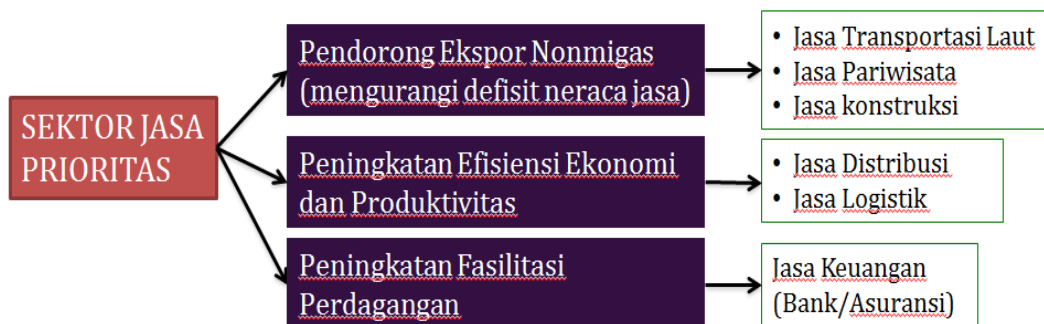 SEKTOR JASA
PRIORITAS
Pendorong Ekspor Nonmigas
(mengurangi defisit neraca jasa)
• Jasa Transportasi Laut
• Jasa Pariwisata
• Jasa konstruksi
Peningkatan Efisiensi Ekonomi
dan Produktivitas
• Jasa Distribusi
• Jasa Logistik
Peningkatan Fasilitasi
Perdagangan
Jasa Keuangan
(Bank/Asuransi)